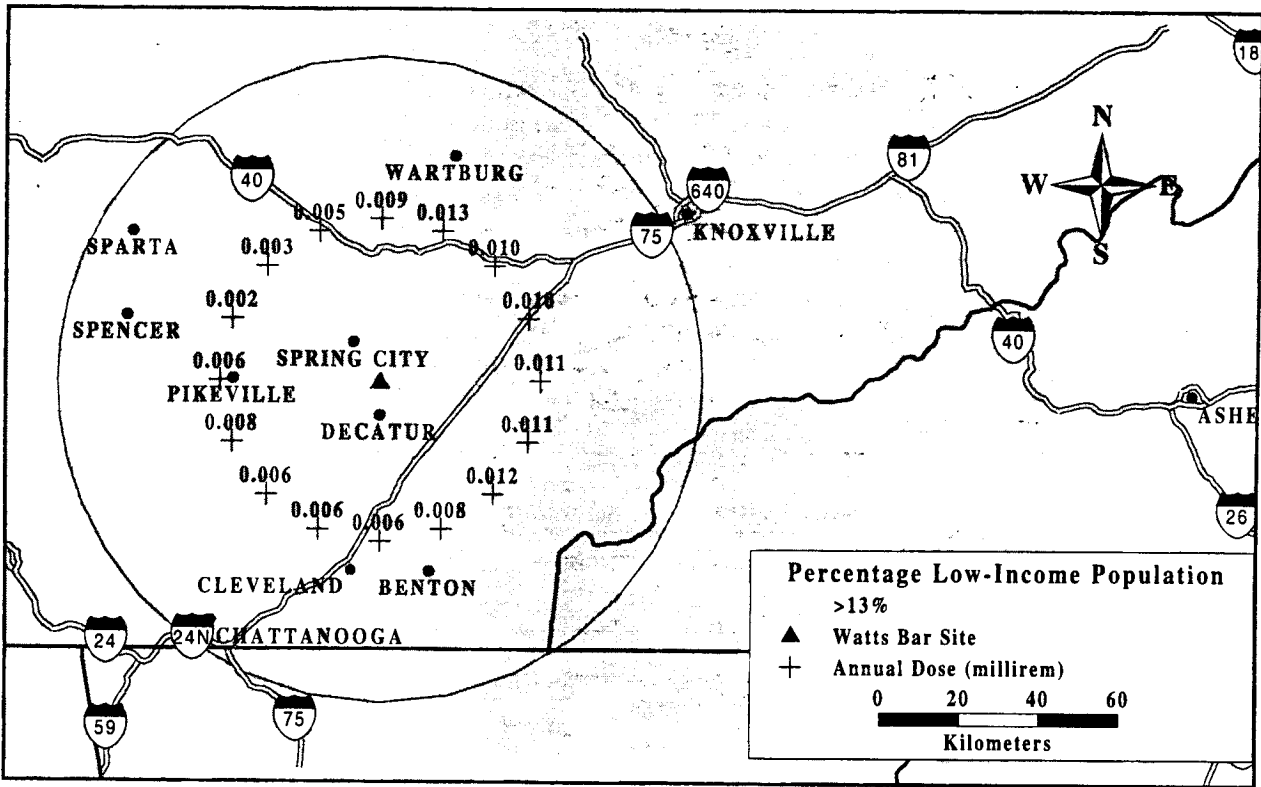 18
N
81
WARTBURG
40
640
W
E
0.009
0.005
0.013
KNOXVILLE
75
SPARTA
S
0.003
0.010
0.002
SPENCER
40
SPRING CITY
0.006
0.011
PIKEVILLE
ASHE
DECATUR
0.008
0.011
0.006
0.012
0.006
0.006
0.008
26
CLEVELAND
BENTON
24
24N
CHATTANOOGA
59
75
Percentage Low-Income Population
>13%
Watts Bar Site
Annual Dose (millirem)
0 20 40 60
Kilometers